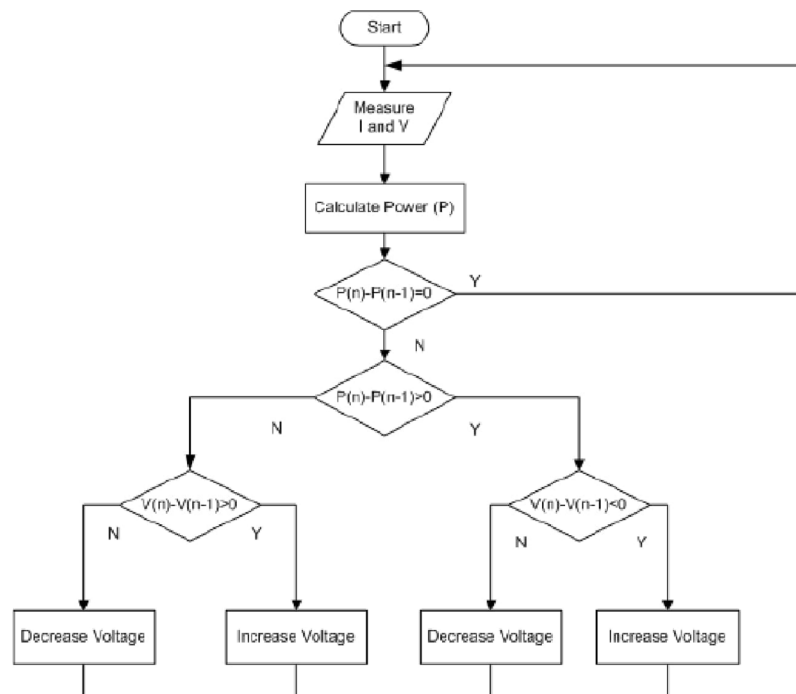 Start
Measure
I and V
Calculate Power (P)
P(n)-P(n-1)=0
Y
N
P(n)-P(n-1)>0
N
Y
V(n)-V(n-1)>0
V(n)-V(n-1)<0
N
Y
N
Y
Decrease Voltage
Increase Voltage
Decrease Voltage
Increase Voltage